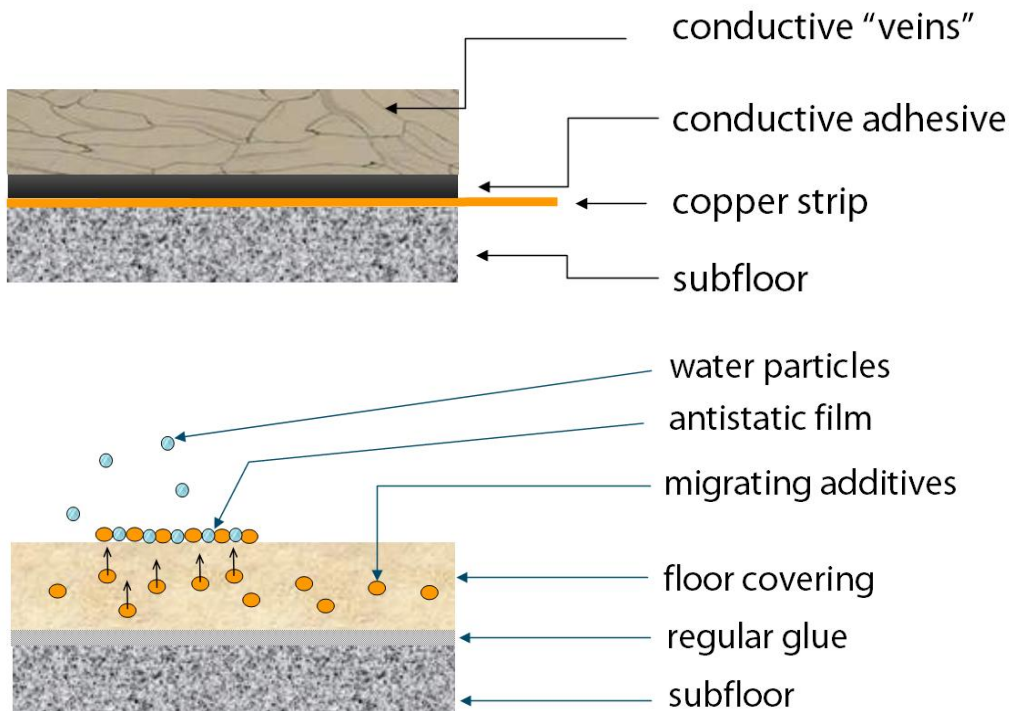 conductive “veins”
conductive adhesive
copper strip
subfloor
water particles
antistatic film
migrating additives
floor covering
regular glue
subfloor